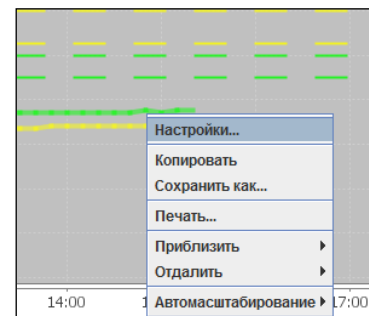 Настройки...
Копировать
Сохранить как...
Печать...
Приблизить
Отдалить
Автомасштабирование
14:00
17:00